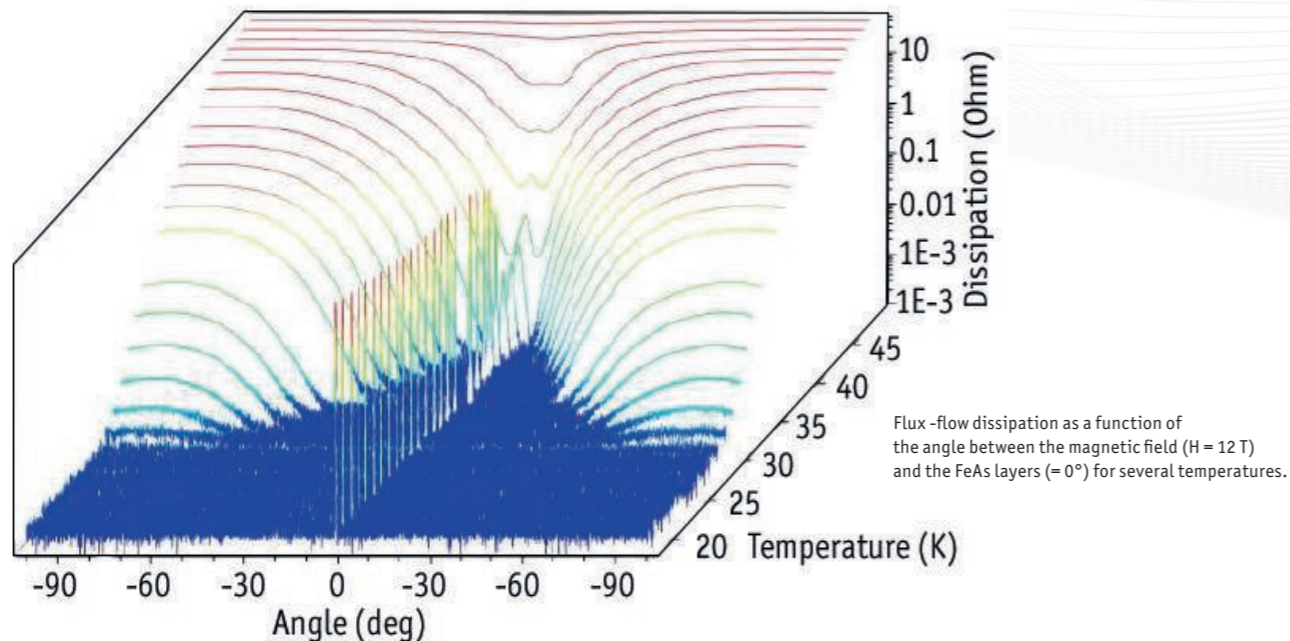 10
1
0.1
0.01
1E-3
1E-3
Dissipation (Ohm)
45
40
35
30
25
20
Temperature (K)
-90 -60 -30 0 -30 -60 -90
Angle (deg)
Flux -flow dissipation as a function of
the angle between the magnetic field (H = 12 T)
and the FeAs layers (= 0°) for several temperatures.